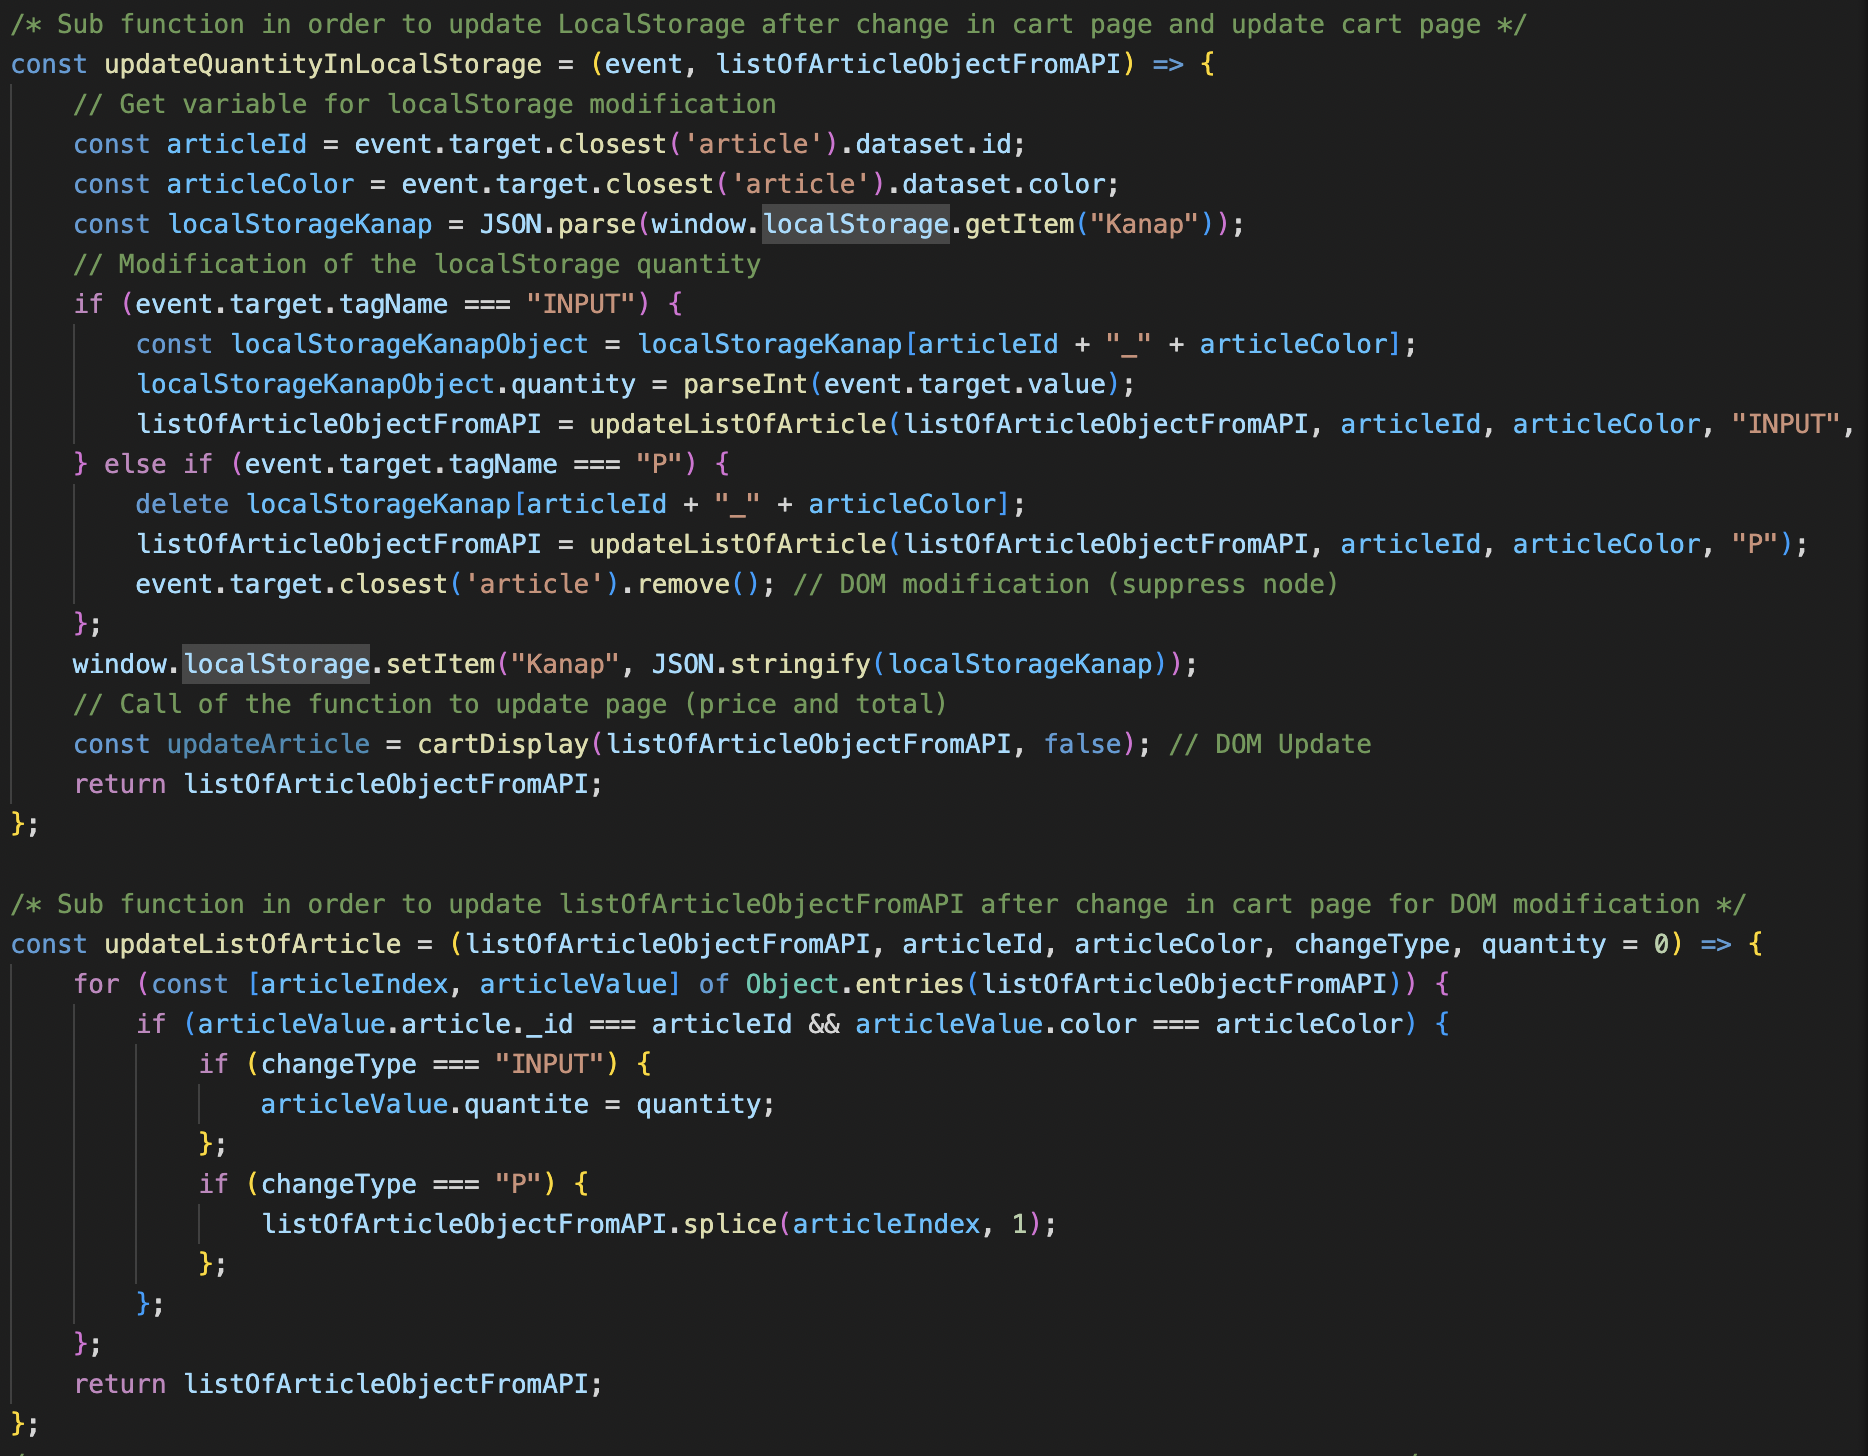 /* Sub function in order to update LocalStorage after change in cart page and update cart page */
const updateQuantityInLocalStorage = (event, listOfArticleObjectFromAPI) => {
    // Get variable for localStorage modification
    const articleId = event.target.closest('article').dataset.id;
    const articleColor = event.target.closest('article').dataset.color;
    const localStorageKanap = JSON.parse(window.localStorage.getItem("Kanap"));
    // Modification of the localStorage quantity
    if (event.target.tagName === "INPUT") {
        const localStorageKanapObject = localStorageKanap[articleId + "_" + articleColor];
        localStorageKanapObject.quantity = parseInt(event.target.value);
        listOfArticleObjectFromAPI = updateListOfArticle(listOfArticleObjectFromAPI, articleId, articleColor, "INPUT",
    } else if (event.target.tagName === "P") {
        delete localStorageKanap[articleId + "_" + articleColor];
        listOfArticleObjectFromAPI = updateListOfArticle(listOfArticleObjectFromAPI, articleId, articleColor, "P");
        event.target.closest('article').remove(); // DOM modification (suppress node)
    };
    window.localStorage.setItem("Kanap", JSON.stringify(localStorageKanap));
    // Call of the function to update page (price and total)
    const updateArticle = cartDisplay(listOfArticleObjectFromAPI, false); // DOM Update
    return listOfArticleObjectFromAPI;
};

/* Sub function in order to update listOfArticleObjectFromAPI after change in cart page for DOM modification */
const updateListOfArticle = (listOfArticleObjectFromAPI, articleId, articleColor, changeType, quantity = 0) => {
    for (const [articleIndex, articleValue] of Object.entries(listOfArticleObjectFromAPI)) {
        if (articleValue.article._id === articleId && articleValue.color === articleColor) {
            if (changeType === "INPUT") {
                articleValue.quantite = quantity;
            };
            if (changeType === "P") {
                listOfArticleObjectFromAPI.splice(articleIndex, 1);
            };
        };
    };
    return listOfArticleObjectFromAPI;
};